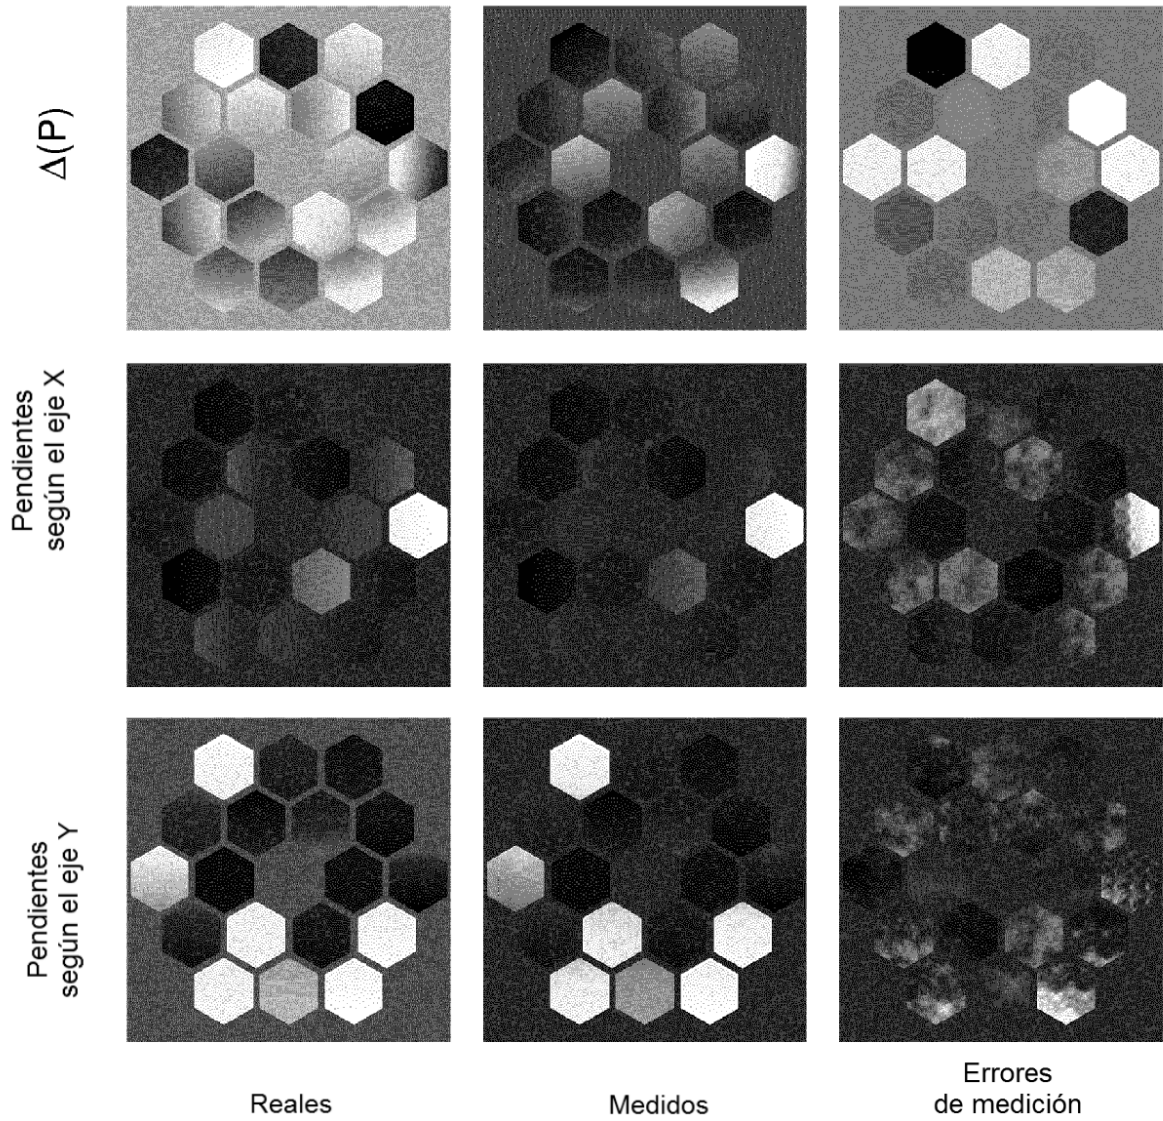 Δ(P)
Pendientes
según el eje X
Pendientes
según el eje Y
Reales
Medidos
Errores
de medición